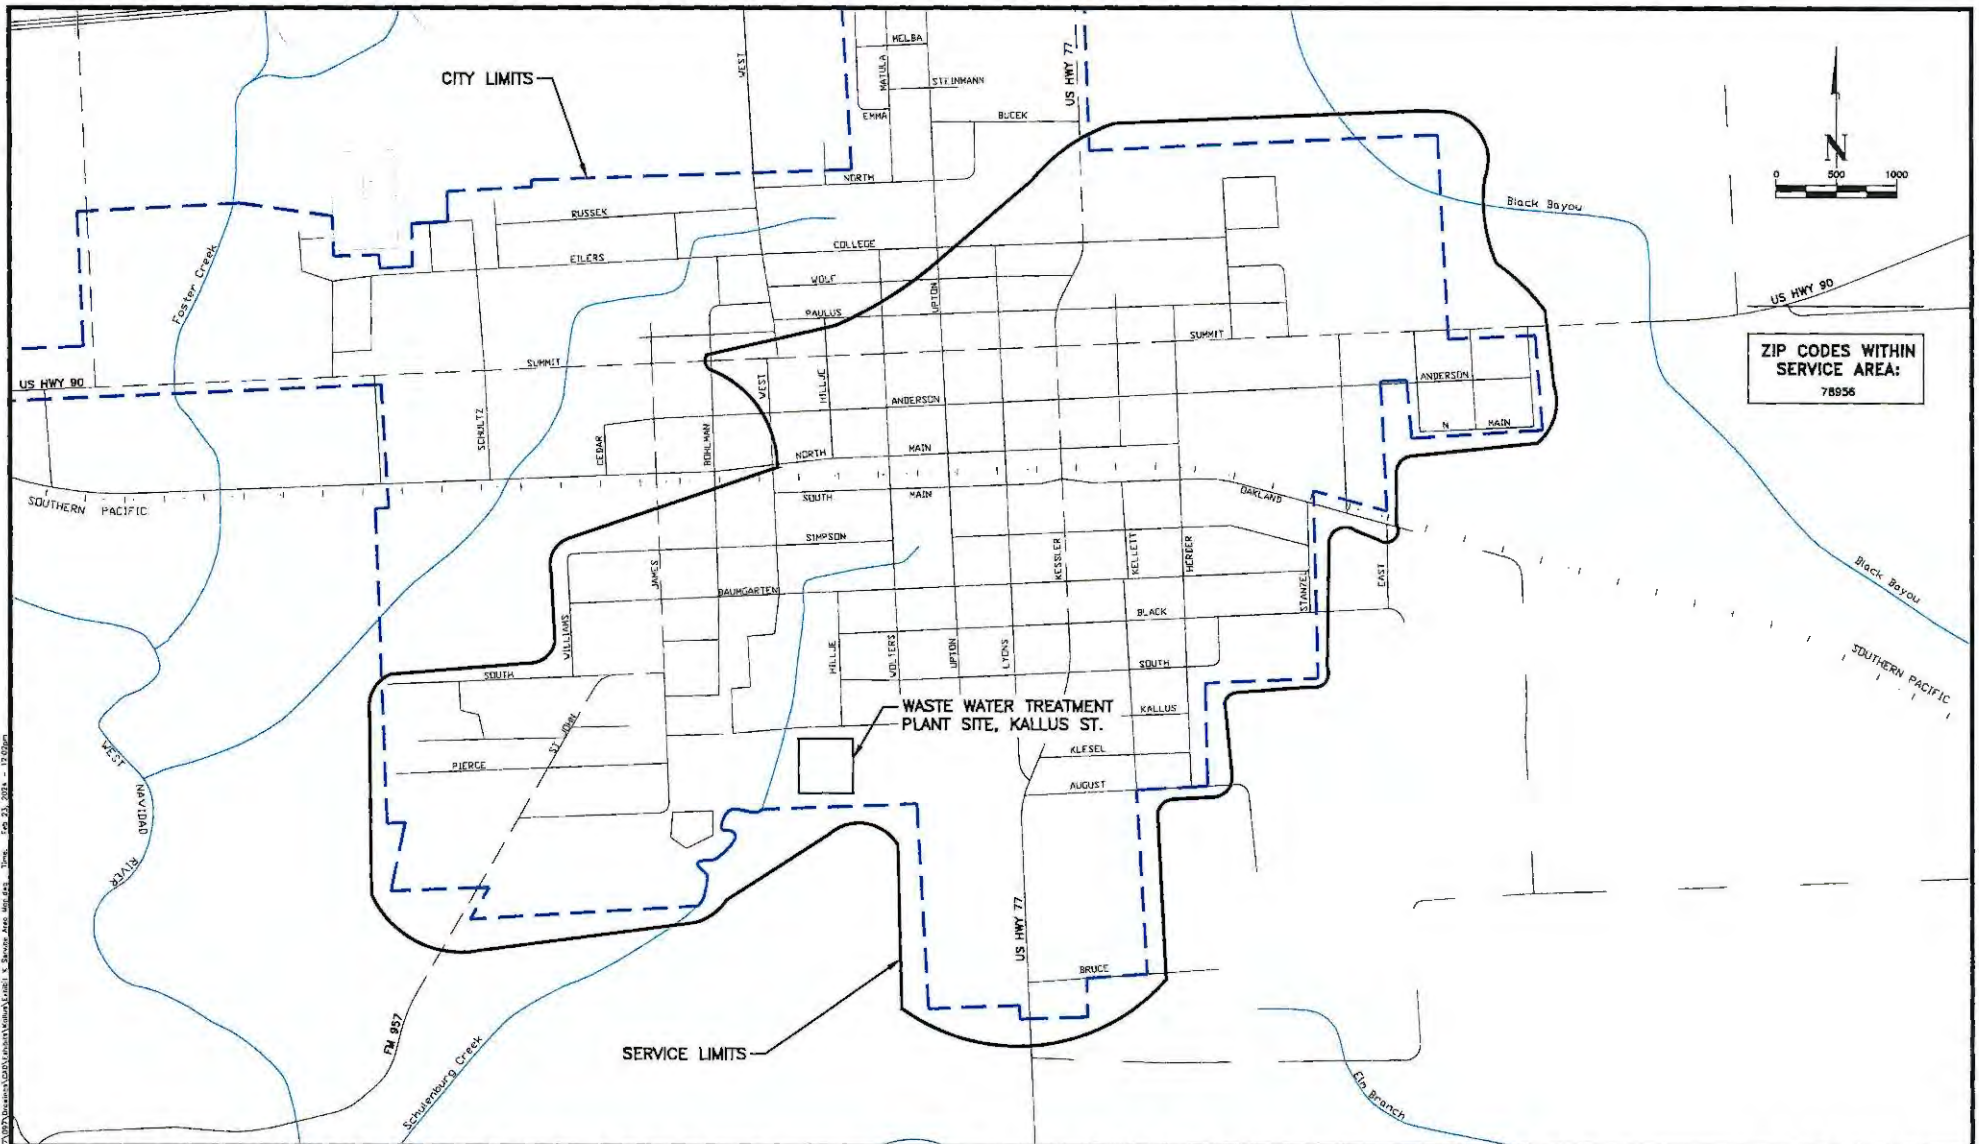 HELBA
WEST
MATULA
US HWY 77
CITY LIMITS
STEINMANN
EMMA
BUCEK
N
0 500 1000
NORTH
Black Bayou
RUSSEK
COLLEGE
EILERS
Foster Creek
WOLF
UPTON
US HWY 90
PAULUS
SUMMIT
SUMMIT
ZIP CODES WITHIN
SERVICE AREA:
78956
US HWY 90
WEST
HILLJE
ANDERSON
ANDERSON
SCHULTZ
CEDAR
BOHLMAN
N MAIN
NORTH MAIN
SOUTHERN PACIFIC
SOUTH MAIN
OAKLAND
SIMPSON
JAMES
KESSLER
KELLETT
HERDER
STANZEL
EAST
Black Bayou
BAUMGARTEN
BLACK
WILLIAMS
HILLJE
WOLTERS
UPTON
LYONS
SOUTH
SOUTH
SOUTHERN PACIFIC
WASTE WATER TREATMENT
PLANT SITE, KALLUS ST.
KALLUS
ST JOHN
KLESEL
WEST NAVIDAD RIVER
PIERCE
AUGUST
US HWY 77
BRUCE
FM 957
SERVICE LIMITS
Schulenburg Creek
Elm Branch